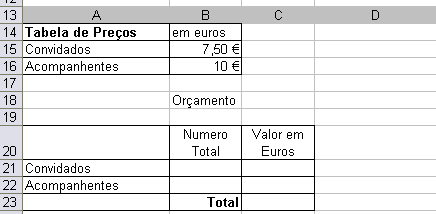 A B C D
13
14 Tabela de Preços em euros
15 Convidados 7,50 €
16 Acompanhentes 10 €
17
18 Orçamento
19
20 Numero Total Valor em Euros
21 Convidados
22 Acompanhentes
23 Total